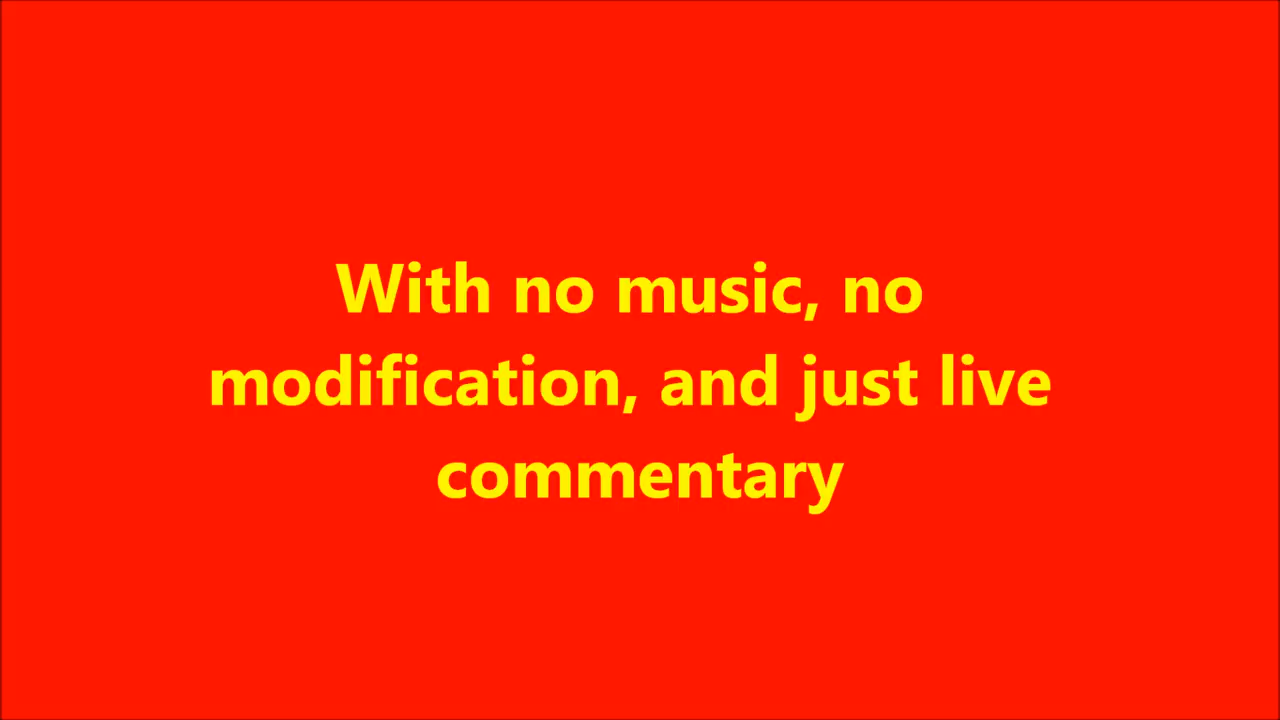 With no music, no
modification, and just live
commentary